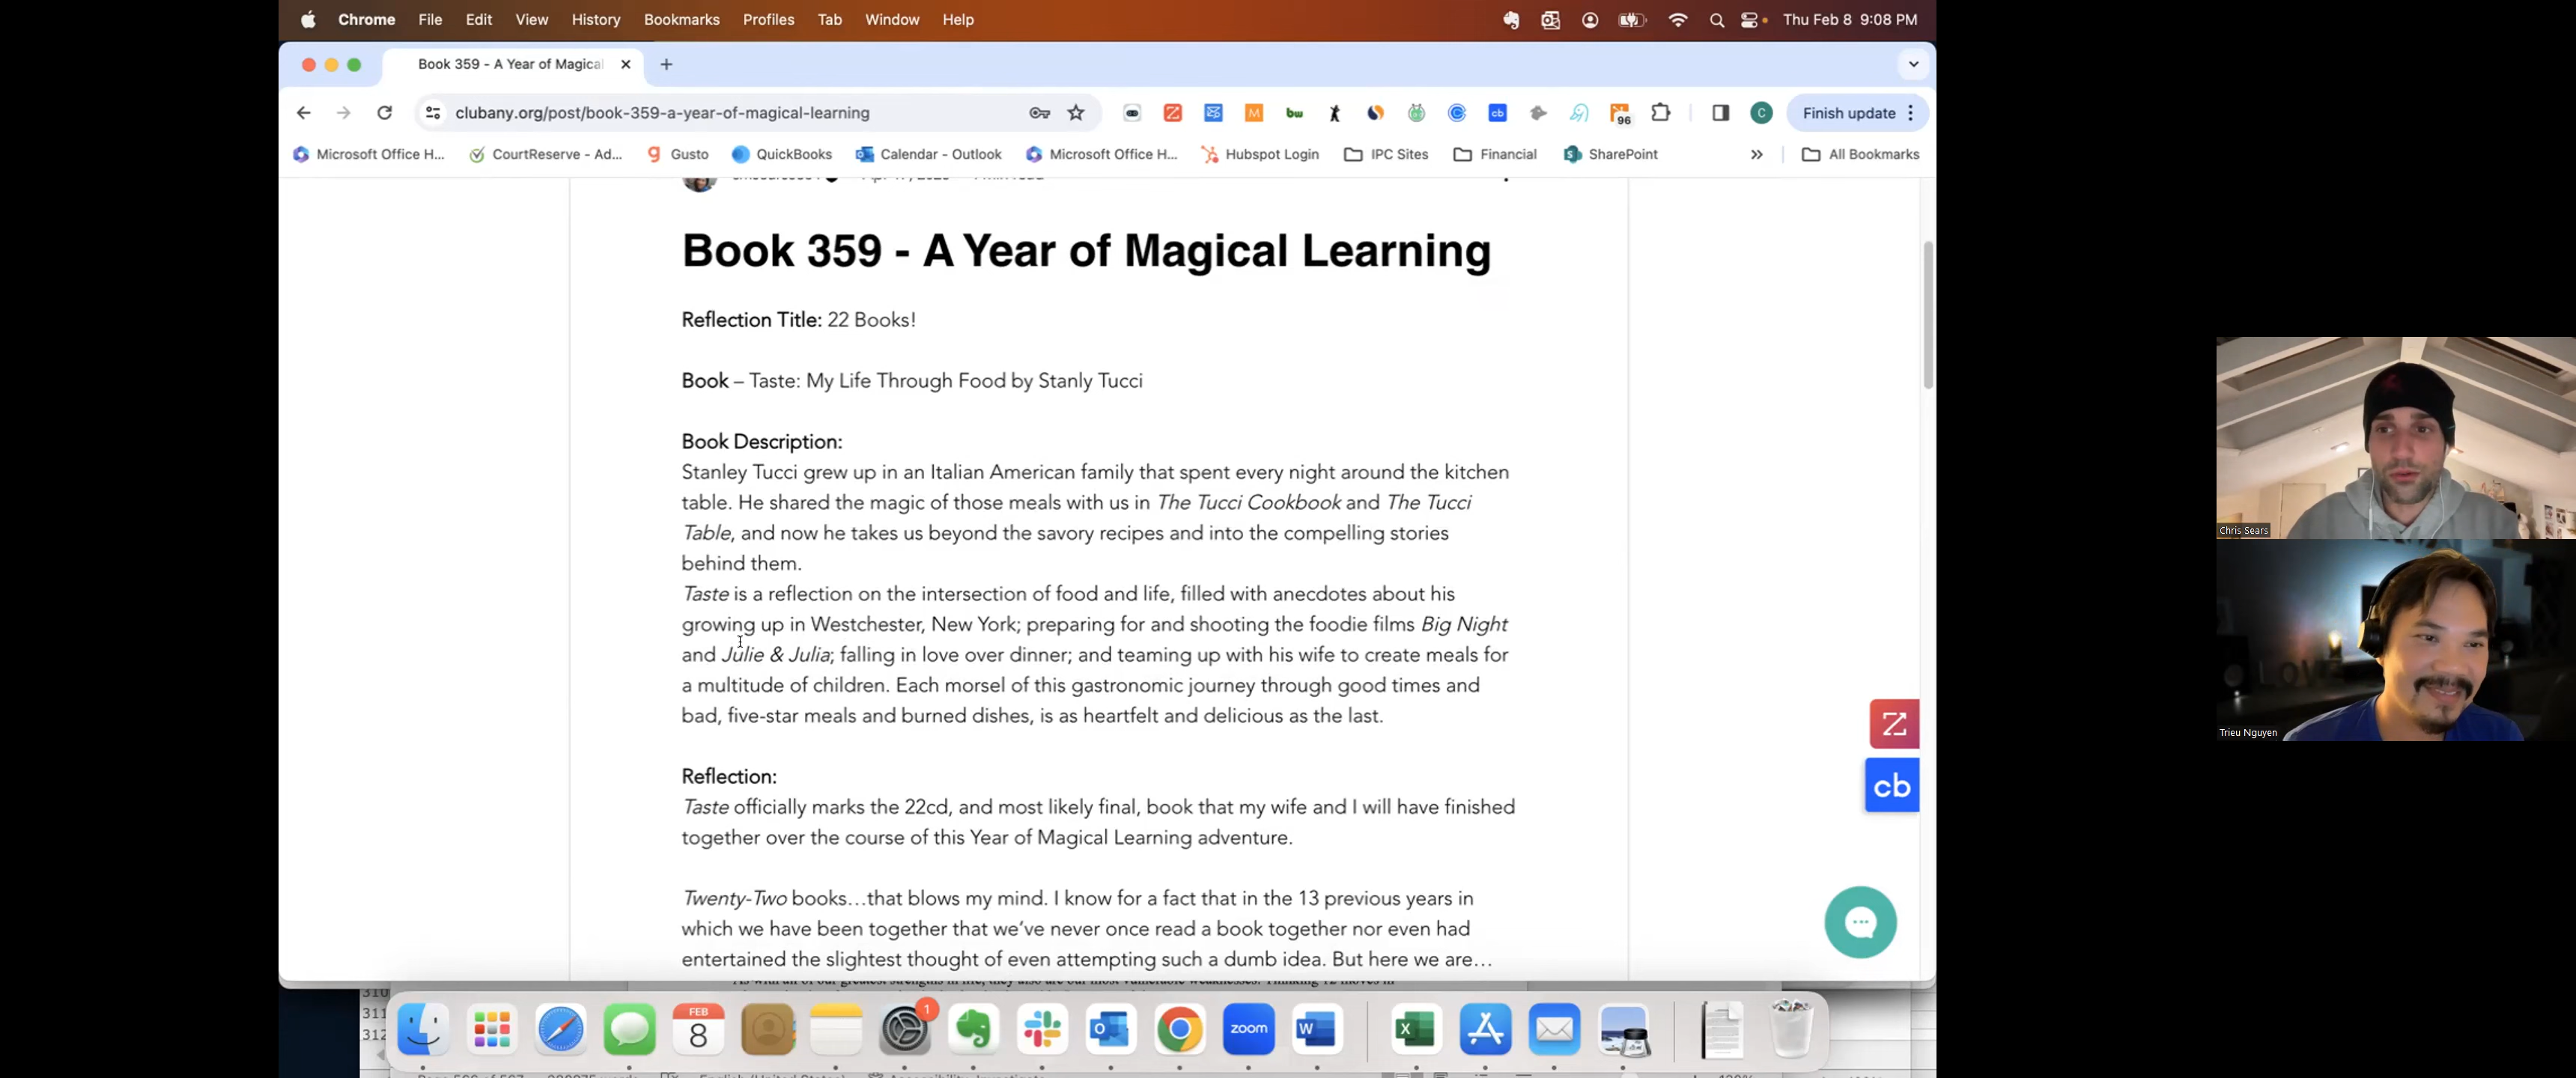 Chrome File Edit View History Bookmarks Profiles Tab Window Help Thu Feb 8 9:08 PM
Book 359 - A Year of Magical
clubany.org/post/book-359-a-year-of-magical-learning M bw cb 96 C Finish update
Microsoft Office H... CourtReserve - Ad... Gusto QuickBooks Calendar - Outlook Microsoft Office H... Hubspot Login IPC Sites Financial SharePoint All Bookmarks
Book 359 - A Year of Magical Learning
Reflection Title: 22 Books!
Book – Taste: My Life Through Food by Stanly Tucci
Book Description:
Stanley Tucci grew up in an Italian American family that spent every night around the kitchen
table. He shared the magic of those meals with us in The Tucci Cookbook and The Tucci
Table, and now he takes us beyond the savory recipes and into the compelling stories
behind them.
Taste is a reflection on the intersection of food and life, filled with anecdotes about his
growing up in Westchester, New York; preparing for and shooting the foodie films Big Night
and Julie & Julia; falling in love over dinner; and teaming up with his wife to create meals for
a multitude of children. Each morsel of this gastronomic journey through good times and
bad, five-star meals and burned dishes, is as heartfelt and delicious as the last.
Reflection:
Taste officially marks the 22cd, and most likely final, book that my wife and I will have finished
together over the course of this Year of Magical Learning adventure.
Twenty-Two books...that blows my mind. I know for a fact that in the 13 previous years in
which we have been together that we've never once read a book together nor even had
entertained the slightest thought of even attempting such a dumb idea. But here we are...
cb
310
311
312
FEB
8
1
zoom
Chris Sears
LOVE
Trieu Nguyen